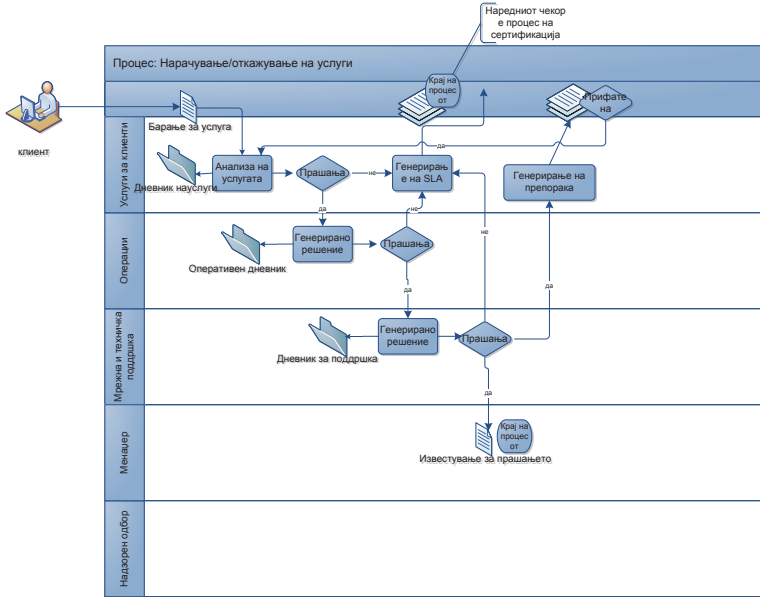 Наредниот чекор
е процес на
сертификација
Процес: Нарачување/откажување на услуги
клиент
Барање за услуга
Крај на
процес
от
Прифате
на
да
Услуги за клиенти
Дневник науслуги
Анализа на
услугата
Прашања
не
Генерирањ
е на SLA
Генерирање на
препорака
да
не
Операции
Оперативен дневник
Генерирано
решение
Прашања
не
да
да
Мрежна и техничка
поддршка
Дневник за поддршка
Генерирано
решение
Прашања
да
Менаџер
Крај на
процес
от
Известување за прашањето
Надзорен одбор